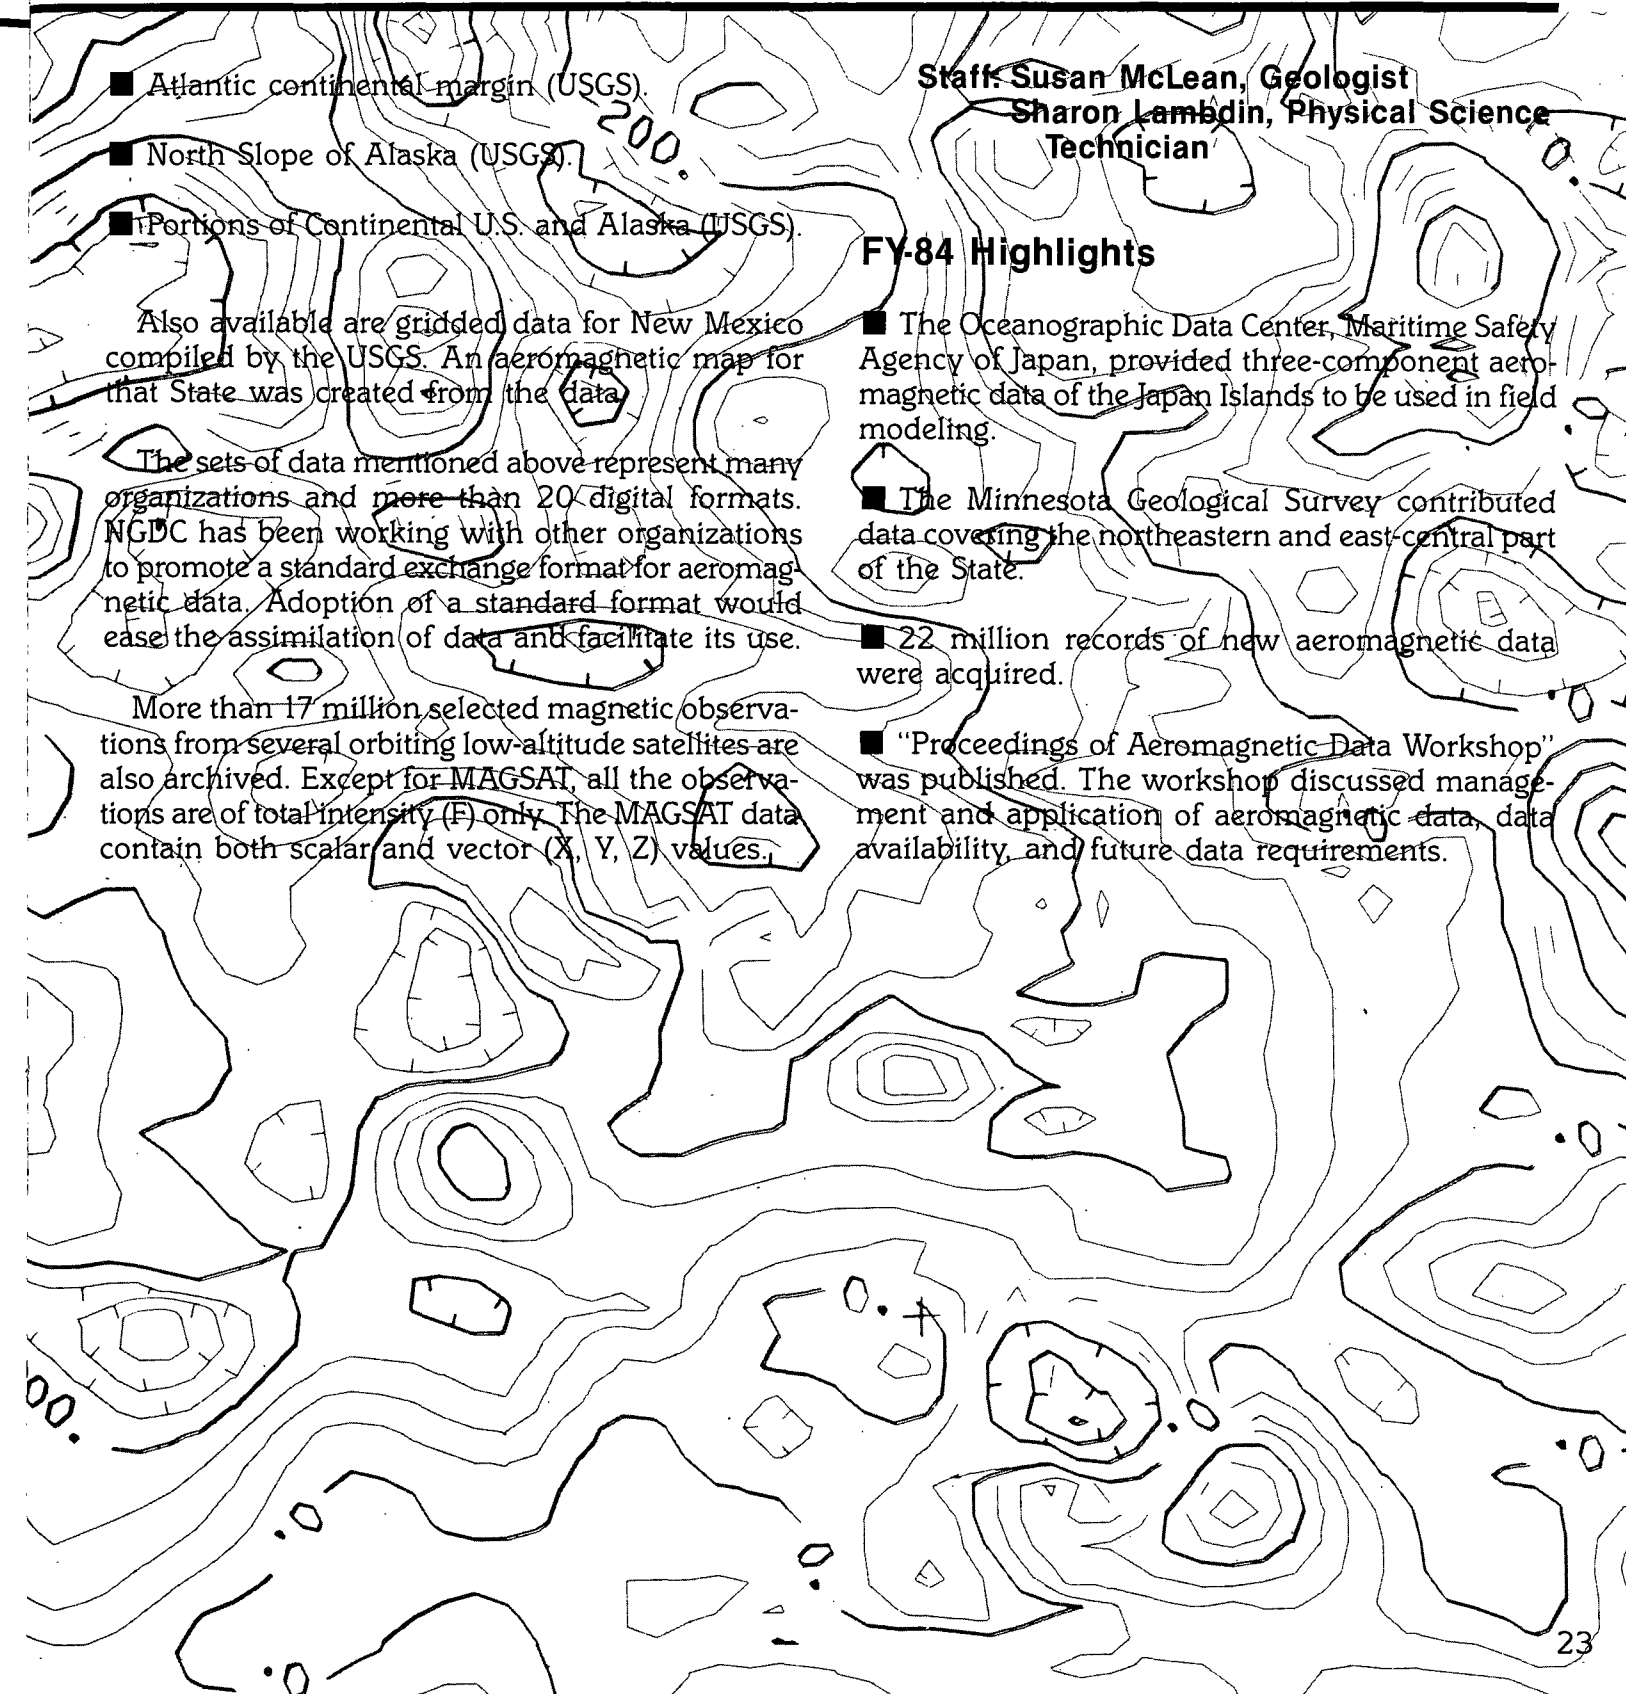 ■ Atlantic continental margin (USGS).
■ North Slope of Alaska (USGS).
■ Portions of Continental U.S. and Alaska (USGS).
Also available are gridded data for New Mexico
compiled by the USGS. An aeromagnetic map for
that State was created from the data.
The sets of data mentioned above represent many
organizations and more than 20 digital formats.
NGDC has been working with other organizations
to promote a standard exchange format for aeromag-
netic data. Adoption of a standard format would
ease the assimilation of data and facilitate its use.
More than 17 million selected magnetic observa-
tions from several orbiting low-altitude satellites are
also archived. Except for MAGSAT, all the observa-
tions are of total intensity (F) only. The MAGSAT data
contain both scalar and vector (X, Y, Z) values.
Staff: Susan McLean, Geologist
Sharon Lambdin, Physical Science
Technician
FY-84 Highlights
■ The Oceanographic Data Center, Maritime Safety
Agency of Japan, provided three-component aero-
magnetic data of the Japan Islands to be used in field
modeling.
■ The Minnesota Geological Survey contributed
data covering the northeastern and east-central part
of the State.
■ 22 million records of new aeromagnetic data
were acquired.
■ "Proceedings of Aeromagnetic Data Workshop"
was published. The workshop discussed manage-
ment and application of aeromagnetic data, data
availability, and future data requirements.
-200.
0.
0.
0.
0.
00.
0.
0.
0.
0.
0.
23